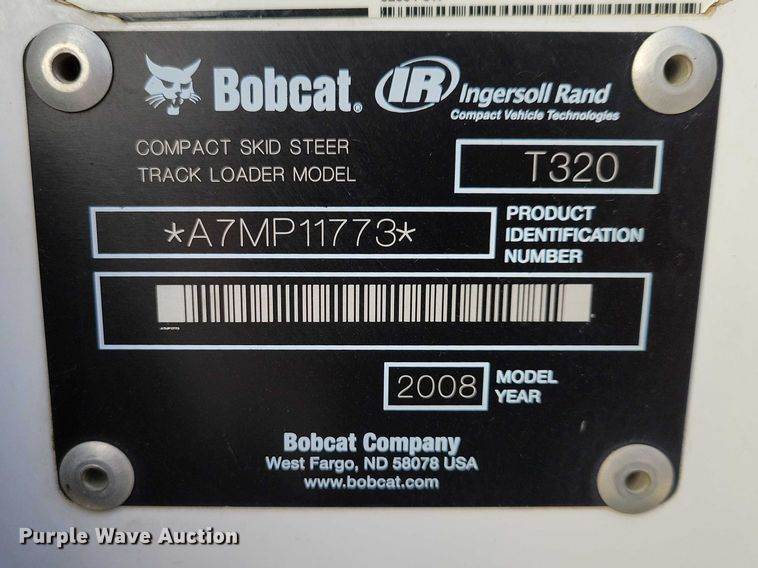 Bobcat®
IR Ingersoll Rand
Compact Vehicle Technologies
COMPACT SKID STEER
TRACK LOADER MODEL
T320
*A7MP11773*
PRODUCT
IDENTIFICATION
NUMBER
2008
MODEL
YEAR
Bobcat Company
West Fargo, ND 58078 USA
www.bobcat.com
Purple Wave Auction